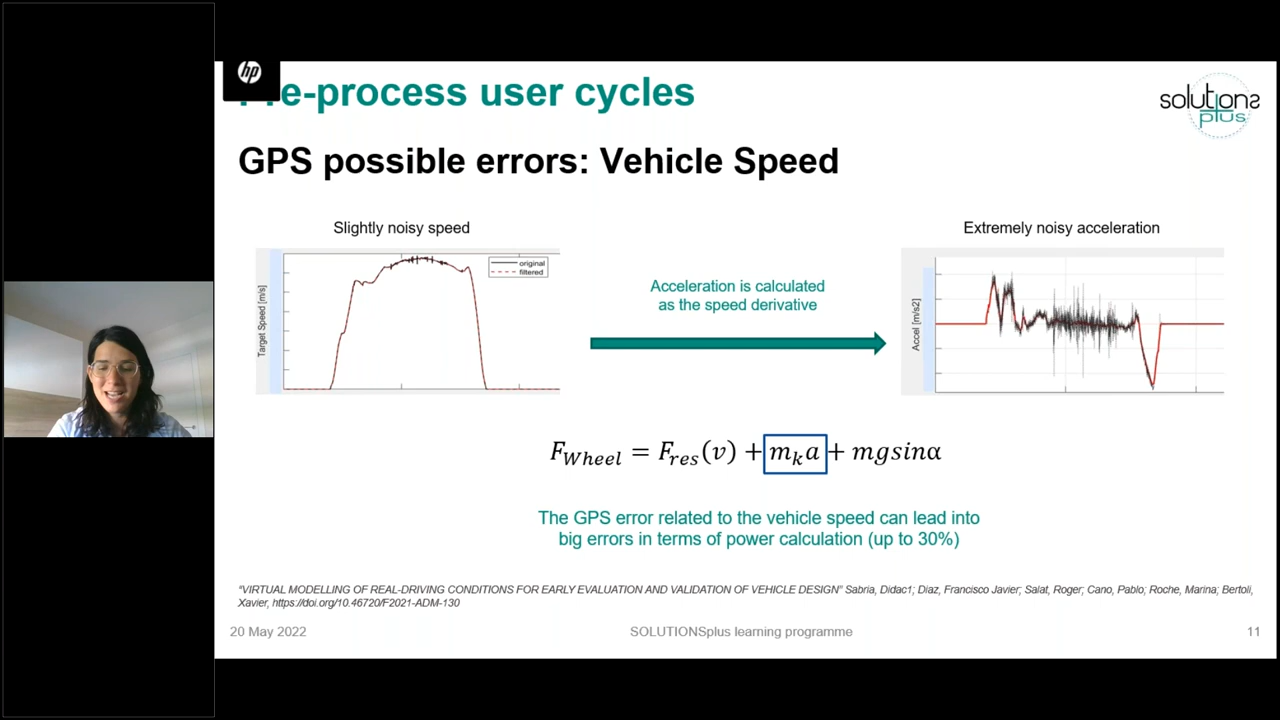 hp
e-process user cycles
solutions
plus
GPS possible errors: Vehicle Speed
Slightly noisy speed
Extremely noisy acceleration
original
filtered
Target Speed [m/s]
Acceleration is calculated
as the speed derivative
Accel [m/s2]
F_Wheel = F_res(v) + m_k a + mgsinα
The GPS error related to the vehicle speed can lead into
big errors in terms of power calculation (up to 30%)
"VIRTUAL MODELLING OF REAL-DRIVING CONDITIONS FOR EARLY EVALUATION AND VALIDATION OF VEHICLE DESIGN" Sabria, Didac1; Diaz, Francisco Javier; Salat, Roger; Cano, Pablo; Roche, Marina; Bertoli,
Xavier, https://doi.org/10.46720/F2021-ADM-130
20 May 2022
SOLUTIONSplus learning programme
11